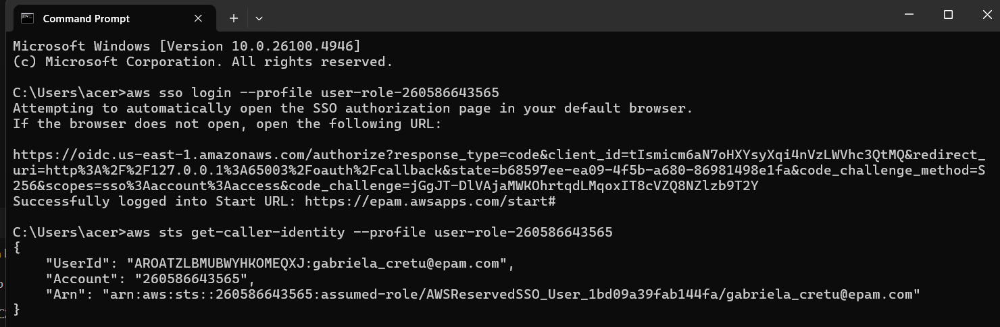 Command Prompt
Microsoft Windows [Version 10.0.26100.4946]
(c) Microsoft Corporation. All rights reserved.
C:\Users\acer>aws sso login --profile user-role-260586643565
Attempting to automatically open the SSO authorization page in your default browser.
If the browser does not open, open the following URL:
https://oidc.us-east-1.amazonaws.com/authorize?response_type=code&client_id=tIsmicm6aN7oHXYsyXqi4nVzLWVhc3QtMQ&redirect_
uri=http%3A%2F%2F127.0.0.1%3A65003%2Foauth%2Fcallback&state=b68597ee-ea09-4f5b-a680-86981498e1fa&code_challenge_method=S
256&scopes=sso%3Aaccount%3Aaccess&code_challenge=jGgJT-DlVAjaMWKOhrtqdLMqoxIT8cVZQ8NZlzb9T2Y
Successfully logged into Start URL: https://epam.awsapps.com/start#
C:\Users\acer>aws sts get-caller-identity --profile user-role-260586643565
{
    "UserId": "AROATZLBMUBWYHKOMEQXJ:gabriela_cretu@epam.com",
    "Account": "260586643565",
    "Arn": "arn:aws:sts::260586643565:assumed-role/AWSReservedSSO_User_1bd09a39fab144fa/gabriela_cretu@epam.com"
}